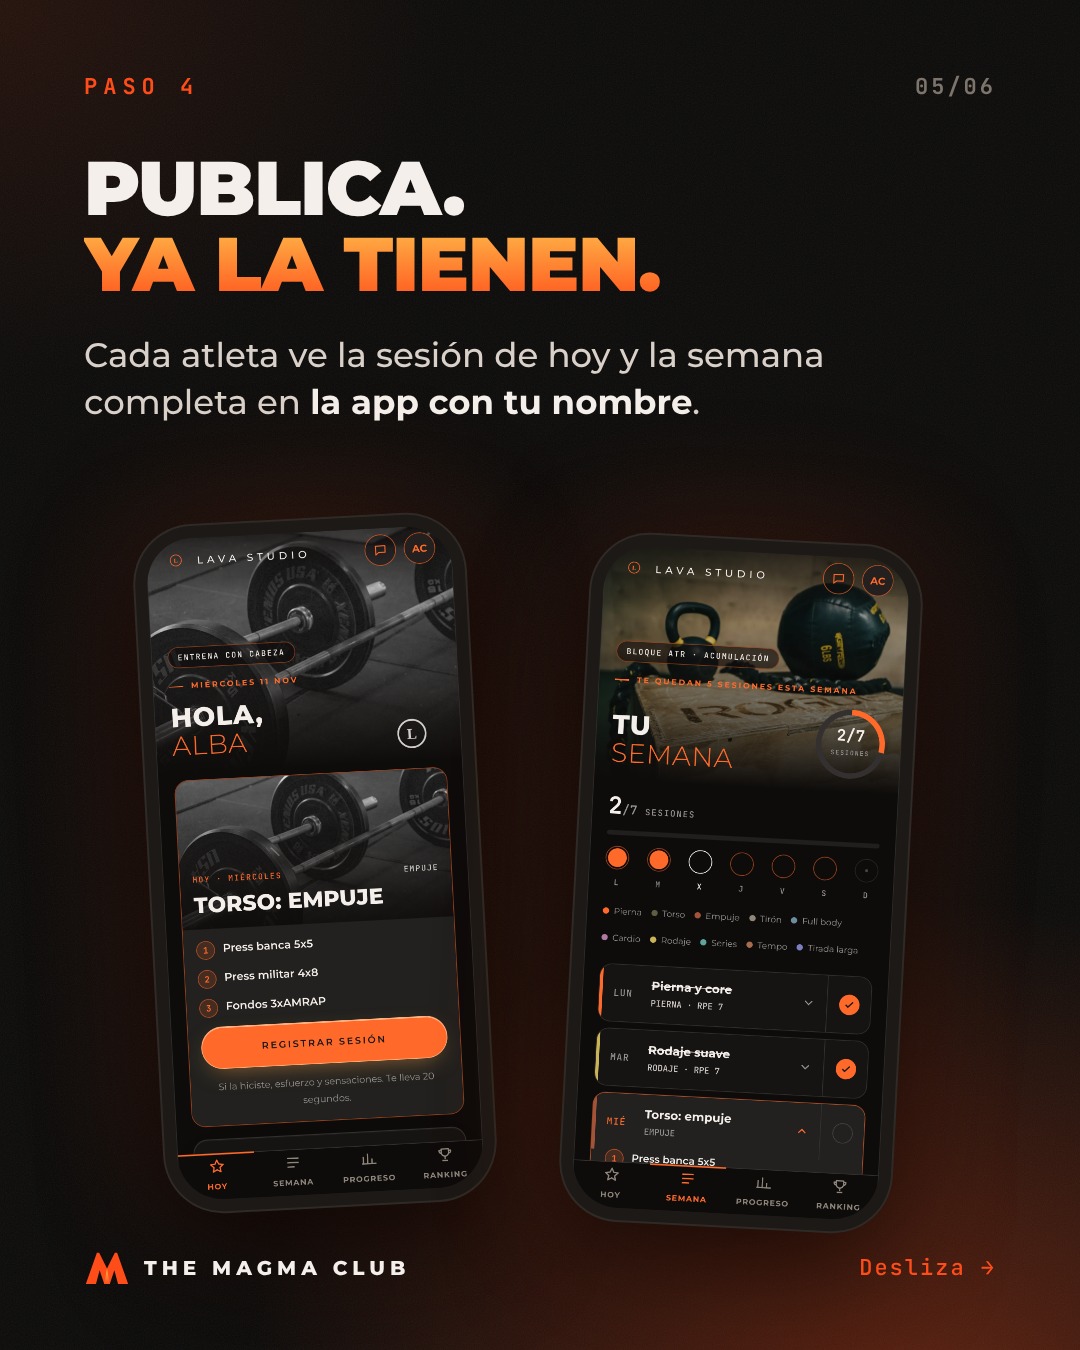 PASO 4
05/06
PUBLICA.
YA LA TIENEN.
Cada atleta ve la sesión de hoy y la semana
completa en la app con tu nombre.
L LAVA STUDIO
AC
ENTRENA CON CABEZA
MIÉRCOLES 11 NOV
HOLA,
ALBA
L
HOY · MIÉRCOLES
EMPUJE
TORSO: EMPUJE
1 Press banca 5x5
2 Press militar 4x8
3 Fondos 3xAMRAP
REGISTRAR SESIÓN
Si la hiciste, esfuerzo y sensaciones. Te lleva 20
segundos.
HOY SEMANA PROGRESO RANKING
L LAVA STUDIO
AC
6LBS
BLOQUE ATR · ACUMULACIÓN
TE QUEDAN 5 SESIONES ESTA SEMANA
TU
SEMANA
2/7
SESIONES
2/7 SESIONES
L M X J V S D
Pierna Torso Empuje Tirón Full body
Cardio Rodaje Series Tempo Tirada larga
LUN
Pierna y core
PIERNA · RPE 7
MAR
Rodaje suave
RODAJE · RPE 7
MIÉ
Torso: empuje
EMPUJE
1 Press banca 5x5
HOY SEMANA PROGRESO RANKING
THE MAGMA CLUB
Desliza →